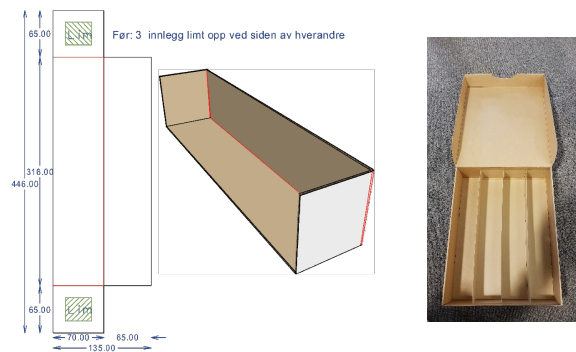 65.00
Lim
Før: 3 innlegg limt opp ved siden av hverandre
316.00
446.00
65.00
Lim
70.00
65.00
135.00